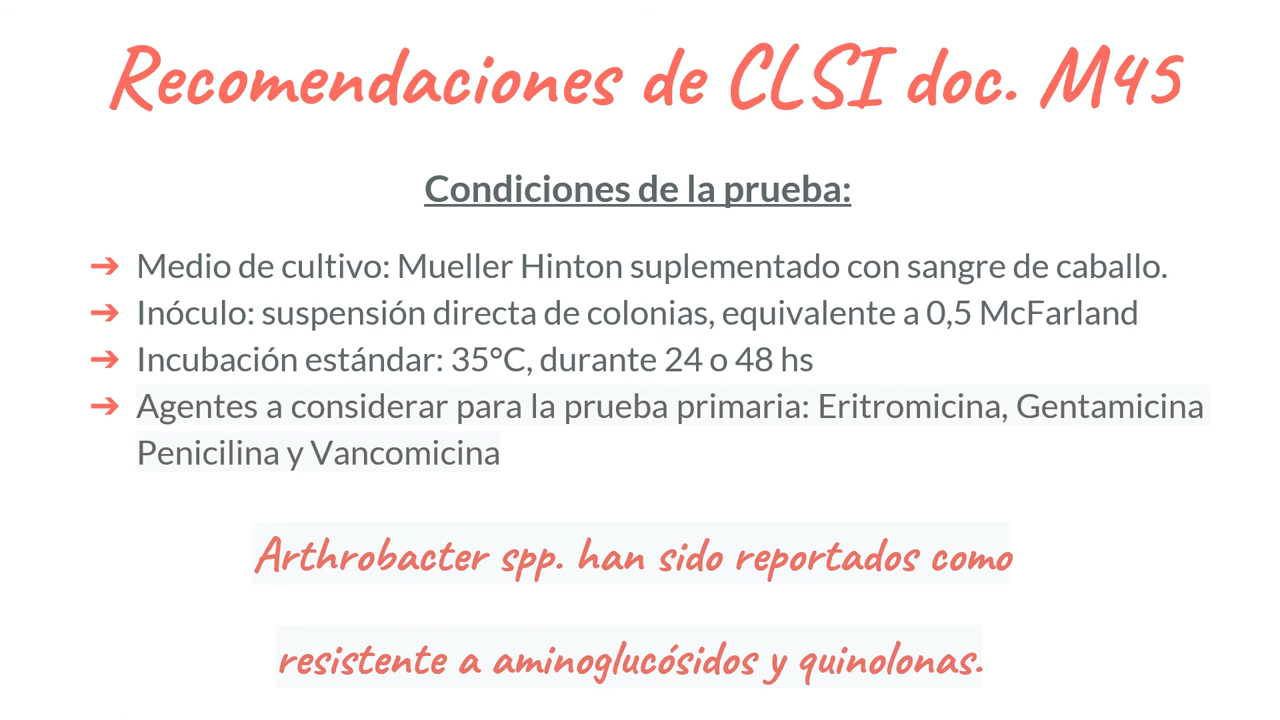 Recomendaciones de CLSI doc. M45
Condiciones de la prueba:
➔ Medio de cultivo: Mueller Hinton suplementado con sangre de caballo.
➔ Inóculo: suspensión directa de colonias, equivalente a 0,5 McFarland
➔ Incubación estándar: 35°C, durante 24 o 48 hs
➔ Agentes a considerar para la prueba primaria: Eritromicina, Gentamicina
Penicilina y Vancomicina
Arthrobacter spp. han sido reportados como
resistente a aminoglucósidos y quinolonas.